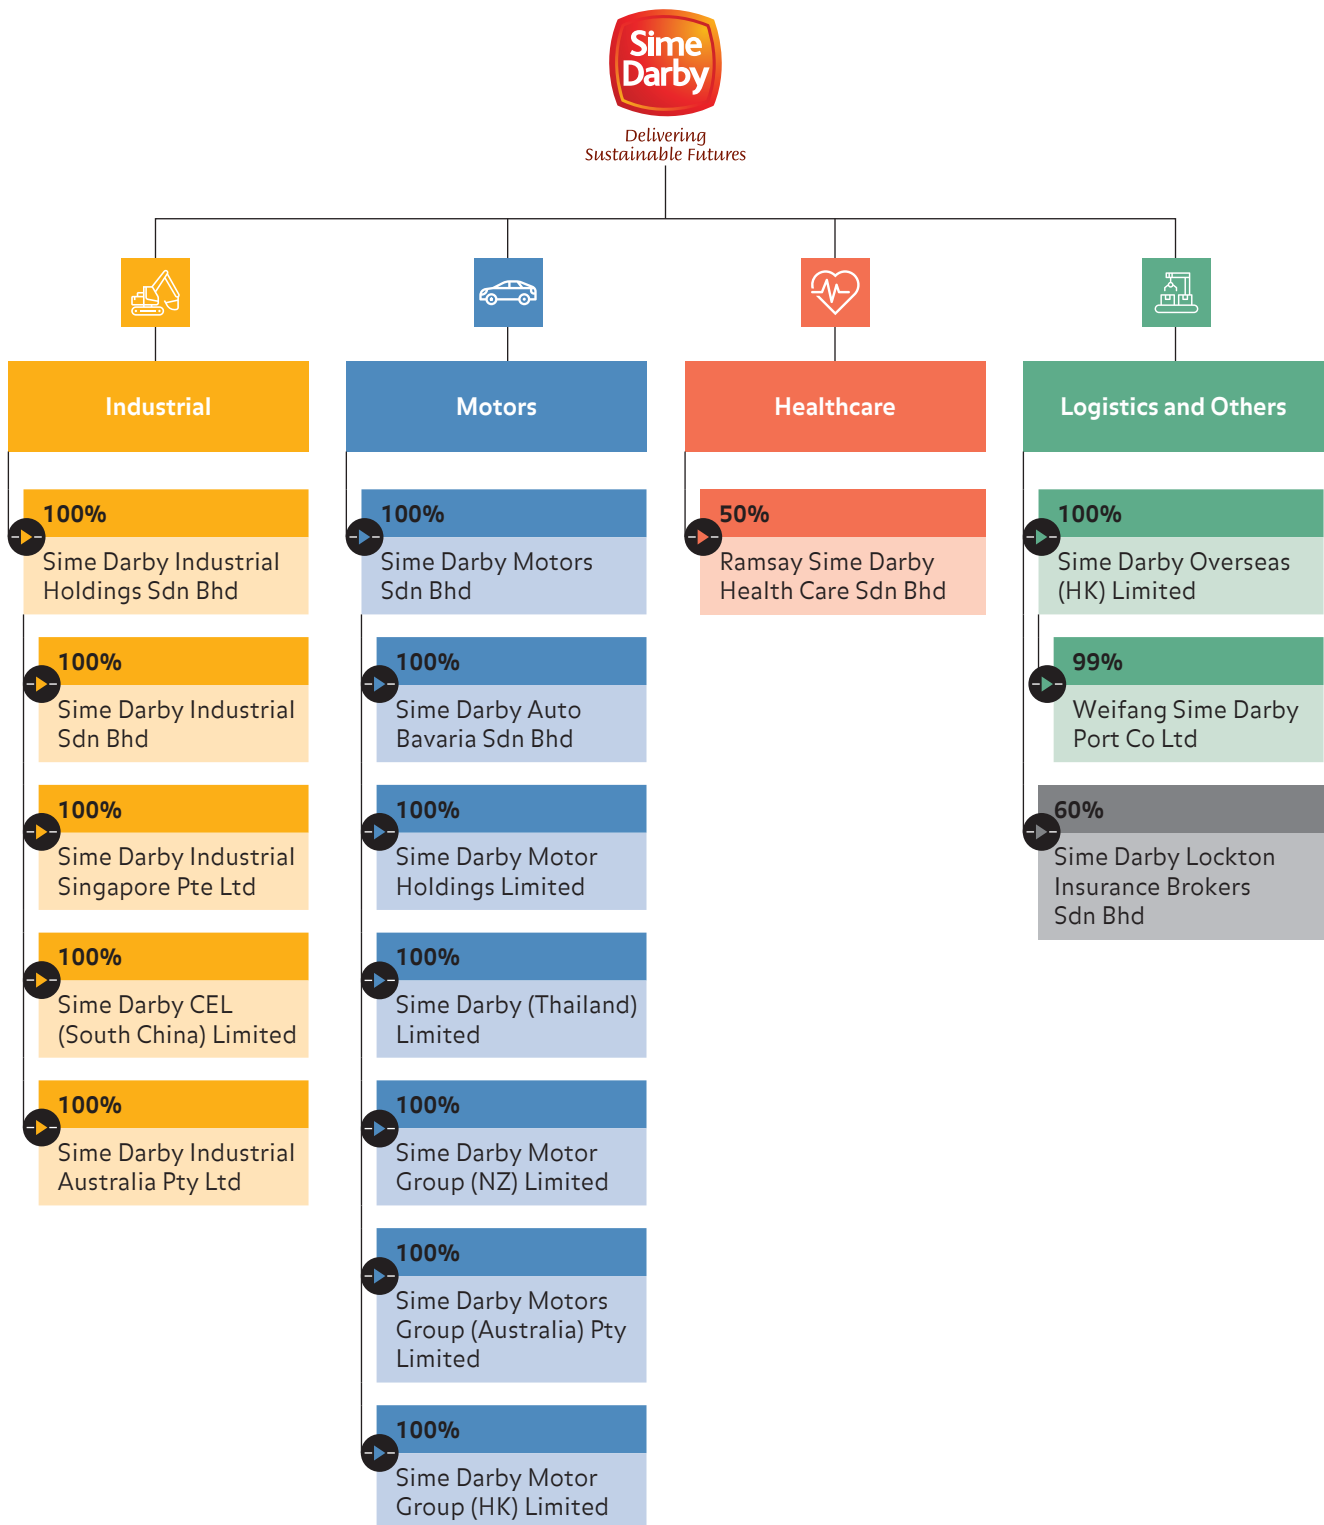 Sime
Darby
Delivering
Sustainable Futures
Industrial
100%
Sime Darby Industrial
Holdings Sdn Bhd
100%
Sime Darby Industrial
Sdn Bhd
100%
Sime Darby Industrial
Singapore Pte Ltd
100%
Sime Darby CEL
(South China) Limited
100%
Sime Darby Industrial
Australia Pty Ltd
Motors
100%
Sime Darby Motors
Sdn Bhd
100%
Sime Darby Auto
Bavaria Sdn Bhd
100%
Sime Darby Motor
Holdings Limited
100%
Sime Darby (Thailand)
Limited
100%
Sime Darby Motor
Group (NZ) Limited
100%
Sime Darby Motors
Group (Australia) Pty
Limited
100%
Sime Darby Motor
Group (HK) Limited
Healthcare
50%
Ramsay Sime Darby
Health Care Sdn Bhd
Logistics and Others
100%
Sime Darby Overseas
(HK) Limited
99%
Weifang Sime Darby
Port Co Ltd
60%
Sime Darby Lockton
Insurance Brokers
Sdn Bhd